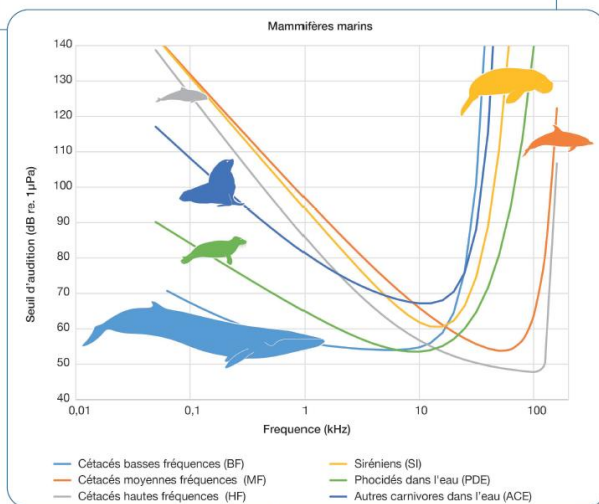 Mammifères marins
140
130
120
110
100
90
80
70
60
50
40
Seuil d'audition (dB re. 1µPa)
0,01
0,1
1
10
100
Frequence (kHz)
Cétacés basses fréquences (BF)
Cétacés moyennes fréquences (MF)
Cétacés hautes fréquences (HF)
Siréniens (SI)
Phocidés dans l'eau (PDE)
Autres carnivores dans l'eau (ACE)